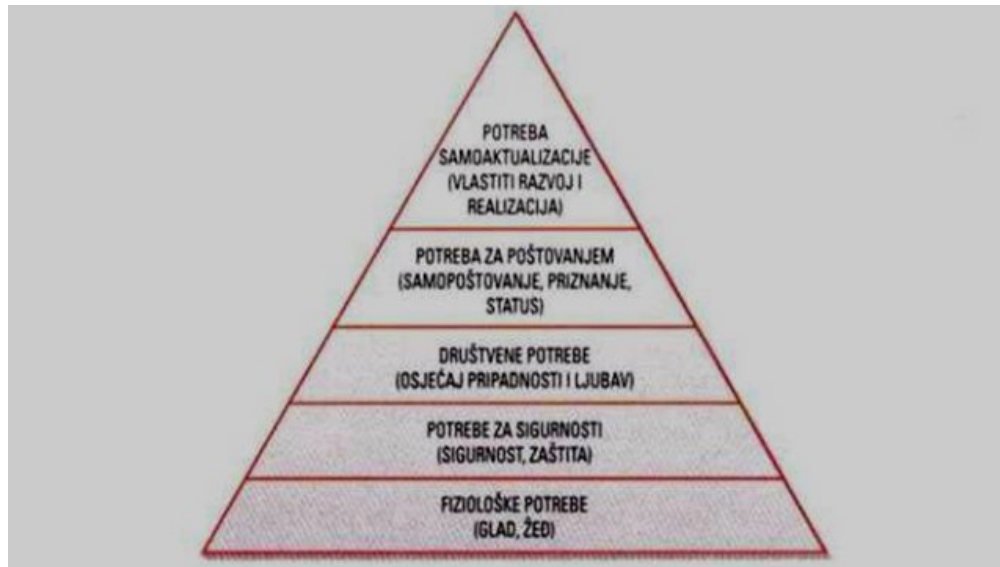 POTREBA
SAMOAKTUALIZACIJE
(VLASTITI RAZVOJ I
REALIZACIJA)
POTREBA ZA POŠTOVANJEM
(SAMOPOŠTOVANJE, PRIZNANJE,
STATUS)
DRUŠTVENE POTREBE
(OSJEĆAJ PRIPADNOSTI I LJUBAV)
POTREBE ZA SIGURNOSTI
(SIGURNOST, ZAŠTITA)
FIZIOLOŠKE POTREBE
(GLAD, ŽEĐ)